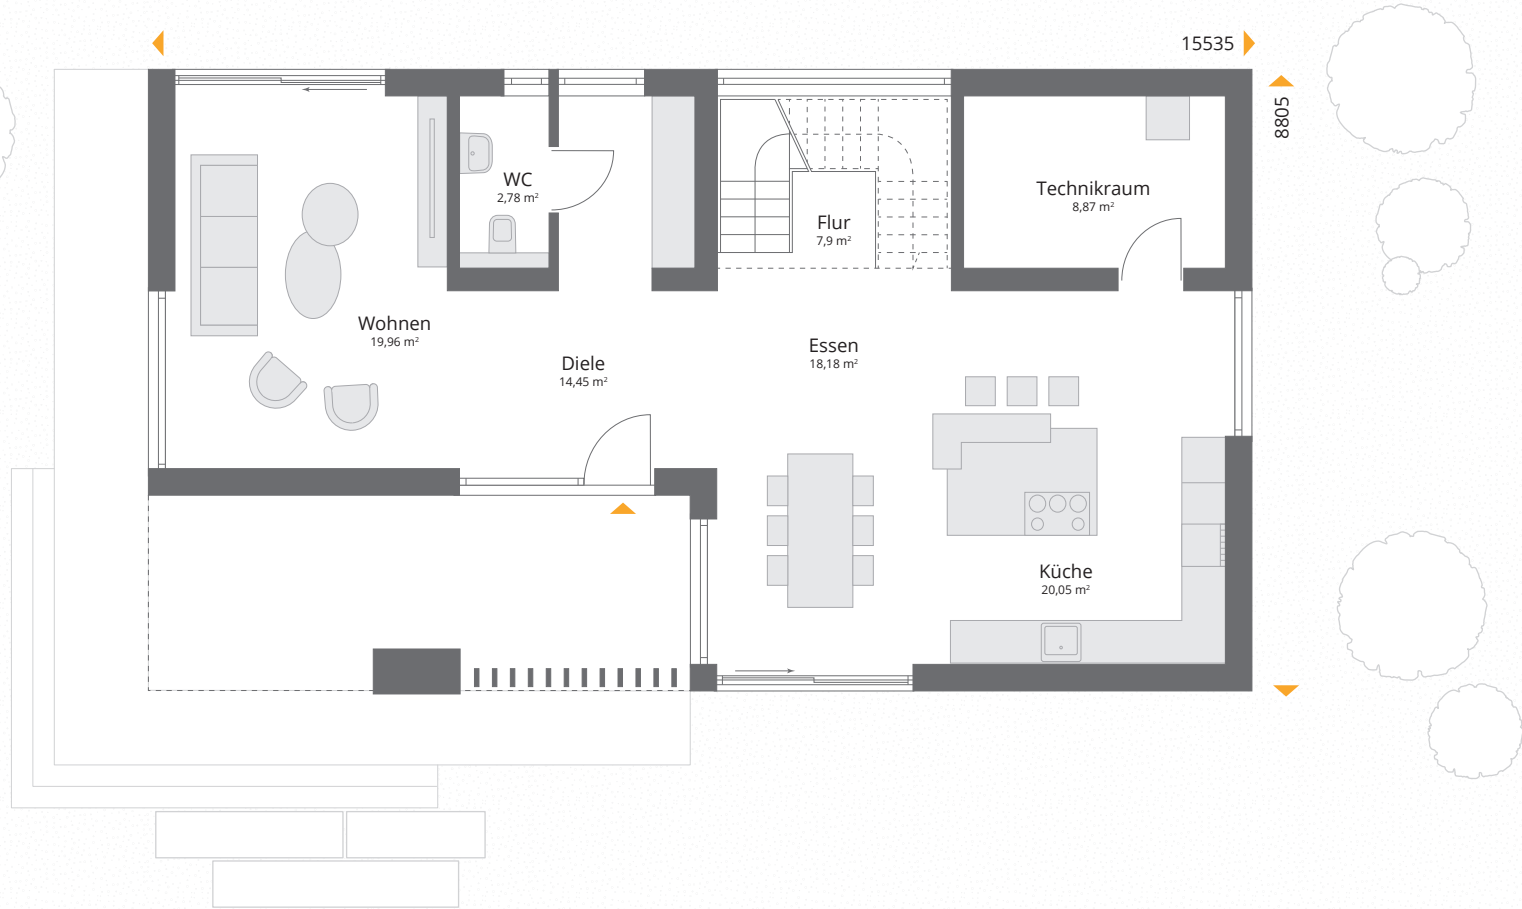 15535
8805
WC
2,78 m²
Technikraum
8,87 m²
Flur
7,9 m²
Wohnen
19,96 m²
Essen
18,18 m²
Diele
14,45 m²
Küche
20,05 m²